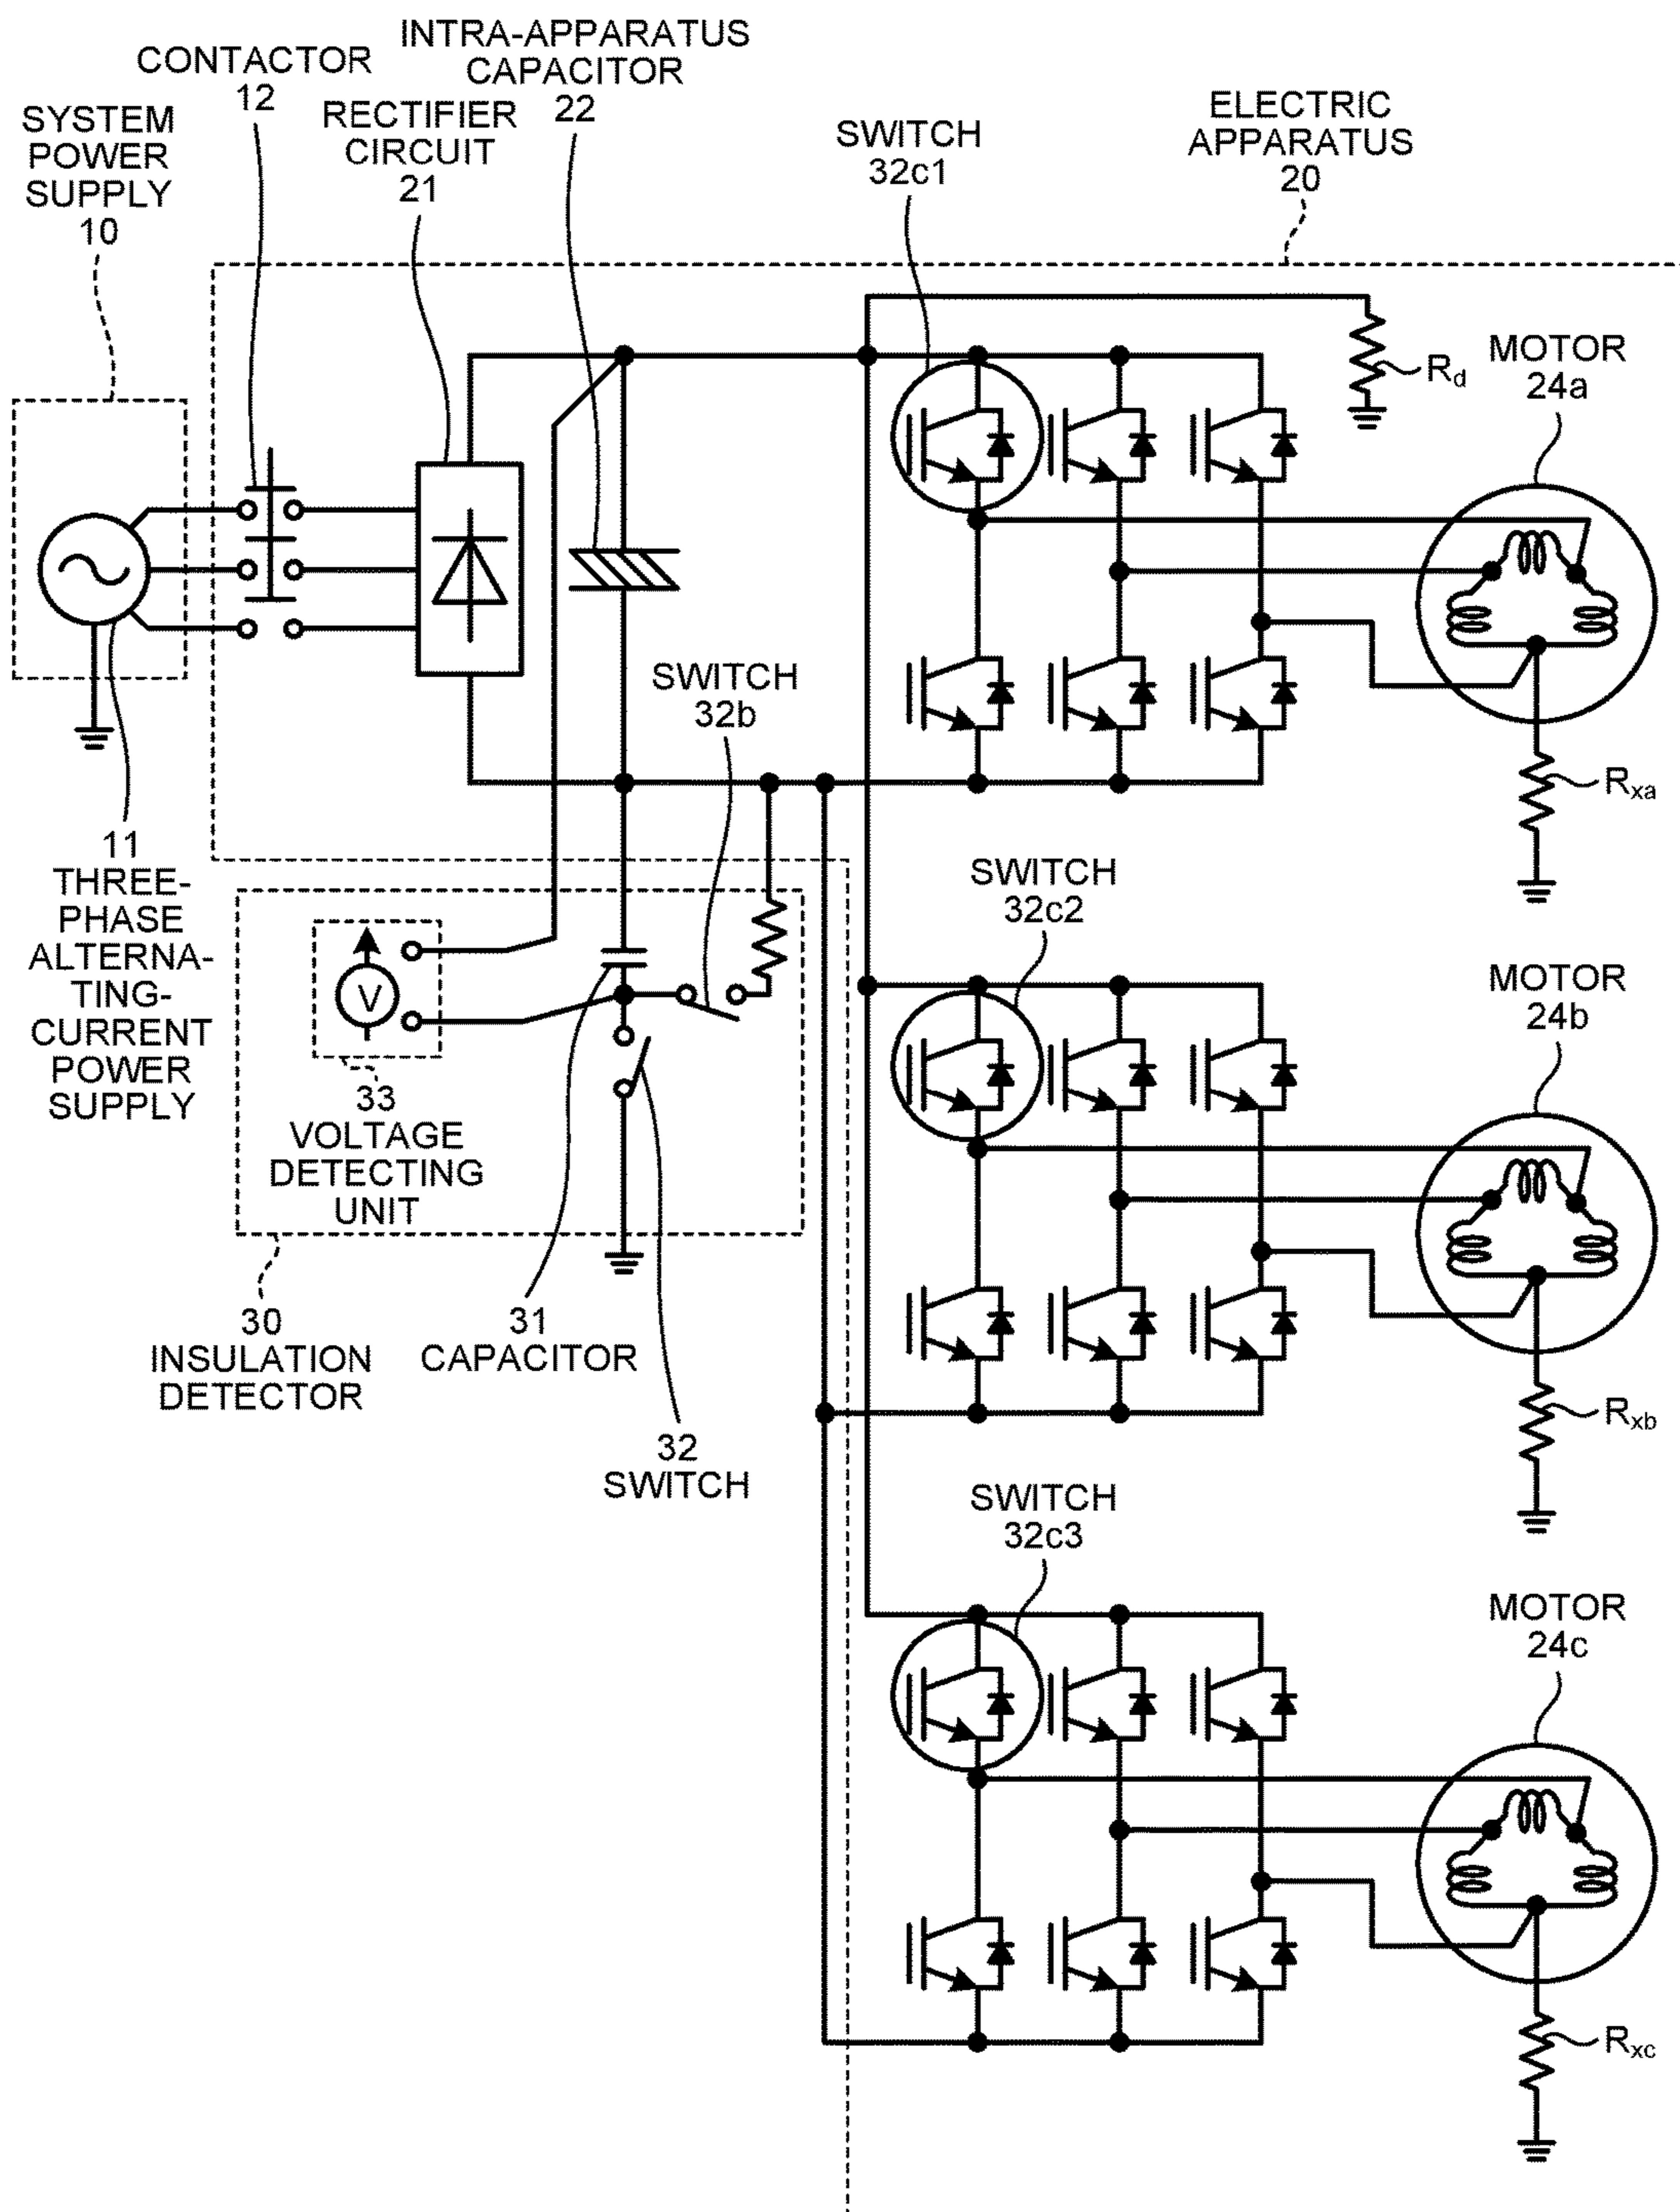 INTRA-APPARATUS
CAPACITOR
22
CONTACTOR
12
RECTIFIER
CIRCUIT
21
SYSTEM
POWER
SUPPLY
10
SWITCH
32c1
ELECTRIC
APPARATUS
20
MOTOR
24a
Rd
Rxa
SWITCH
32b
11
THREE-
PHASE
ALTERNA-
TING-
CURRENT
POWER
SUPPLY
V
33
VOLTAGE
DETECTING
UNIT
30
INSULATION
DETECTOR
31
CAPACITOR
32
SWITCH
SWITCH
32c2
MOTOR
24b
Rxb
SWITCH
32c3
MOTOR
24c
Rxc